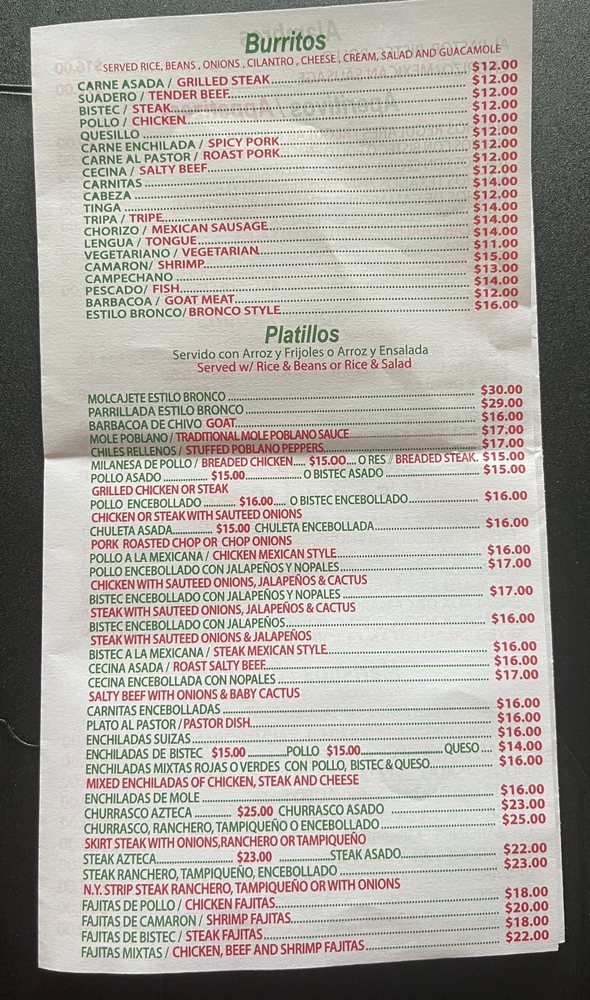 Burritos
SERVED RICE, BEANS , ONIONS , CILANTRO , CHEESE , CREAM, SALAD AND GUACAMOLE
CARNE ASADA / GRILLED STEAK $12.00
SUADERO / TENDER BEEF $12.00
BISTEC / STEAK $12.00
POLLO / CHICKEN $12.00
QUESILLO $10.00
CARNE ENCHILADA / SPICY PORK $12.00
CARNE AL PASTOR / ROAST PORK $12.00
CECINA / SALTY BEEF $12.00
CARNITAS $12.00
CABEZA $14.00
TINGA $12.00
TRIPA / TRIPE $14.00
CHORIZO / MEXICAN SAUSAGE $14.00
LENGUA / TONGUE $14.00
VEGETARIANO / VEGETARIAN $11.00
CAMARON/ SHRIMP $15.00
CAMPECHANO $13.00
PESCADO/ FISH $14.00
BARBACOA / GOAT MEAT $12.00
ESTILO BRONCO/ BRONCO STYLE $16.00
Platillos
Servido con Arroz y Frijoles o Arroz y Ensalada
Served w/ Rice & Beans or Rice & Salad
MOLCAJETE ESTILO BRONCO $30.00
PARRILLADA ESTILO BRONCO $29.00
BARBACOA DE CHIVO GOAT $16.00
MOLE POBLANO / TRADITIONAL MOLE POBLANO SAUCE $17.00
CHILES RELLENOS / STUFFED POBLANO PEPPERS $17.00
MILANESA DE POLLO / BREADED CHICKEN.... $15.00.... O RES / BREADED STEAK. $15.00
POLLO ASADO $15.00 O BISTEC ASADO $15.00
GRILLED CHICKEN OR STEAK
POLLO ENCEBOLLADO $16.00 O BISTEC ENCEBOLLADO $16.00
CHICKEN OR STEAK WITH SAUTEED ONIONS
CHULETA ASADA $15.00 CHULETA ENCEBOLLADA $16.00
PORK ROASTED CHOP OR CHOP ONIONS
POLLO A LA MEXICANA / CHICKEN MEXICAN STYLE $16.00
POLLO ENCEBOLLADO CON JALAPEÑOS Y NOPALES $17.00
CHICKEN WITH SAUTEED ONIONS, JALAPEÑOS & CACTUS
BISTEC ENCEBOLLADO CON JALAPEÑOS Y NOPALES $17.00
STEAK WITH SAUTEED ONIONS, JALAPEÑOS & CACTUS
BISTEC ENCEBOLLADO CON JALAPEÑOS $16.00
STEAK WITH SAUTEED ONIONS & JALAPEÑOS
BISTEC A LA MEXICANA / STEAK MEXICAN STYLE $16.00
CECINA ASADA / ROAST SALTY BEEF $16.00
CECINA ENCEBOLLADA CON NOPALES $17.00
SALTY BEEF WITH ONIONS & BABY CACTUS
CARNITAS ENCEBOLLADAS $16.00
PLATO AL PASTOR / PASTOR DISH $16.00
ENCHILADAS SUIZAS $16.00
ENCHILADAS DE BISTEC $15.00 POLLO $15.00 QUESO $14.00
ENCHILADAS MIXTAS ROJAS O VERDES CON POLLO, BISTEC & QUESO $16.00
MIXED ENCHILADAS OF CHICKEN, STEAK AND CHEESE
ENCHILADAS DE MOLE $16.00
CHURRASCO AZTECA $25.00 CHURRASCO ASADO $23.00
CHURRASCO, RANCHERO, TAMPIQUEÑO O ENCEBOLLADO $25.00
SKIRT STEAK WITH ONIONS,RANCHERO OR TAMPIQUEÑO
STEAK AZTECA $23.00 STEAK ASADO $22.00
STEAK RANCHERO, TAMPIQUEÑO, ENCEBOLLADO $23.00
N.Y. STRIP STEAK RANCHERO, TAMPIQUEÑO OR WITH ONIONS
FAJITAS DE POLLO / CHICKEN FAJITAS $18.00
FAJITAS DE CAMARON / SHRIMP FAJITAS $20.00
FAJITAS DE BISTEC / STEAK FAJITAS $18.00
FAJITAS MIXTAS / CHICKEN, BEEF AND SHRIMP FAJITAS $22.00